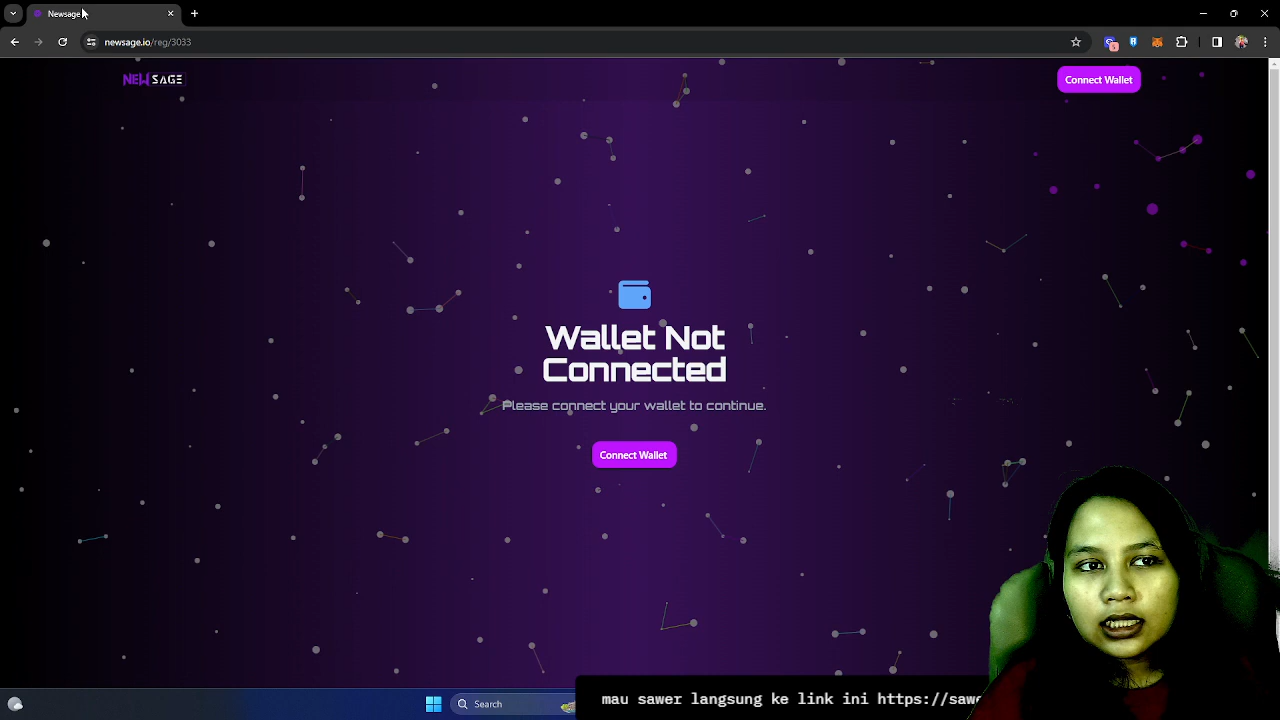 Newsage
newsage.io/reg/3033
NEW SAGE
Connect Wallet
Wallet Not
Connected
Please connect your wallet to continue.
Connect Wallet
Search
mau sawer langsung ke link ini https://sawe